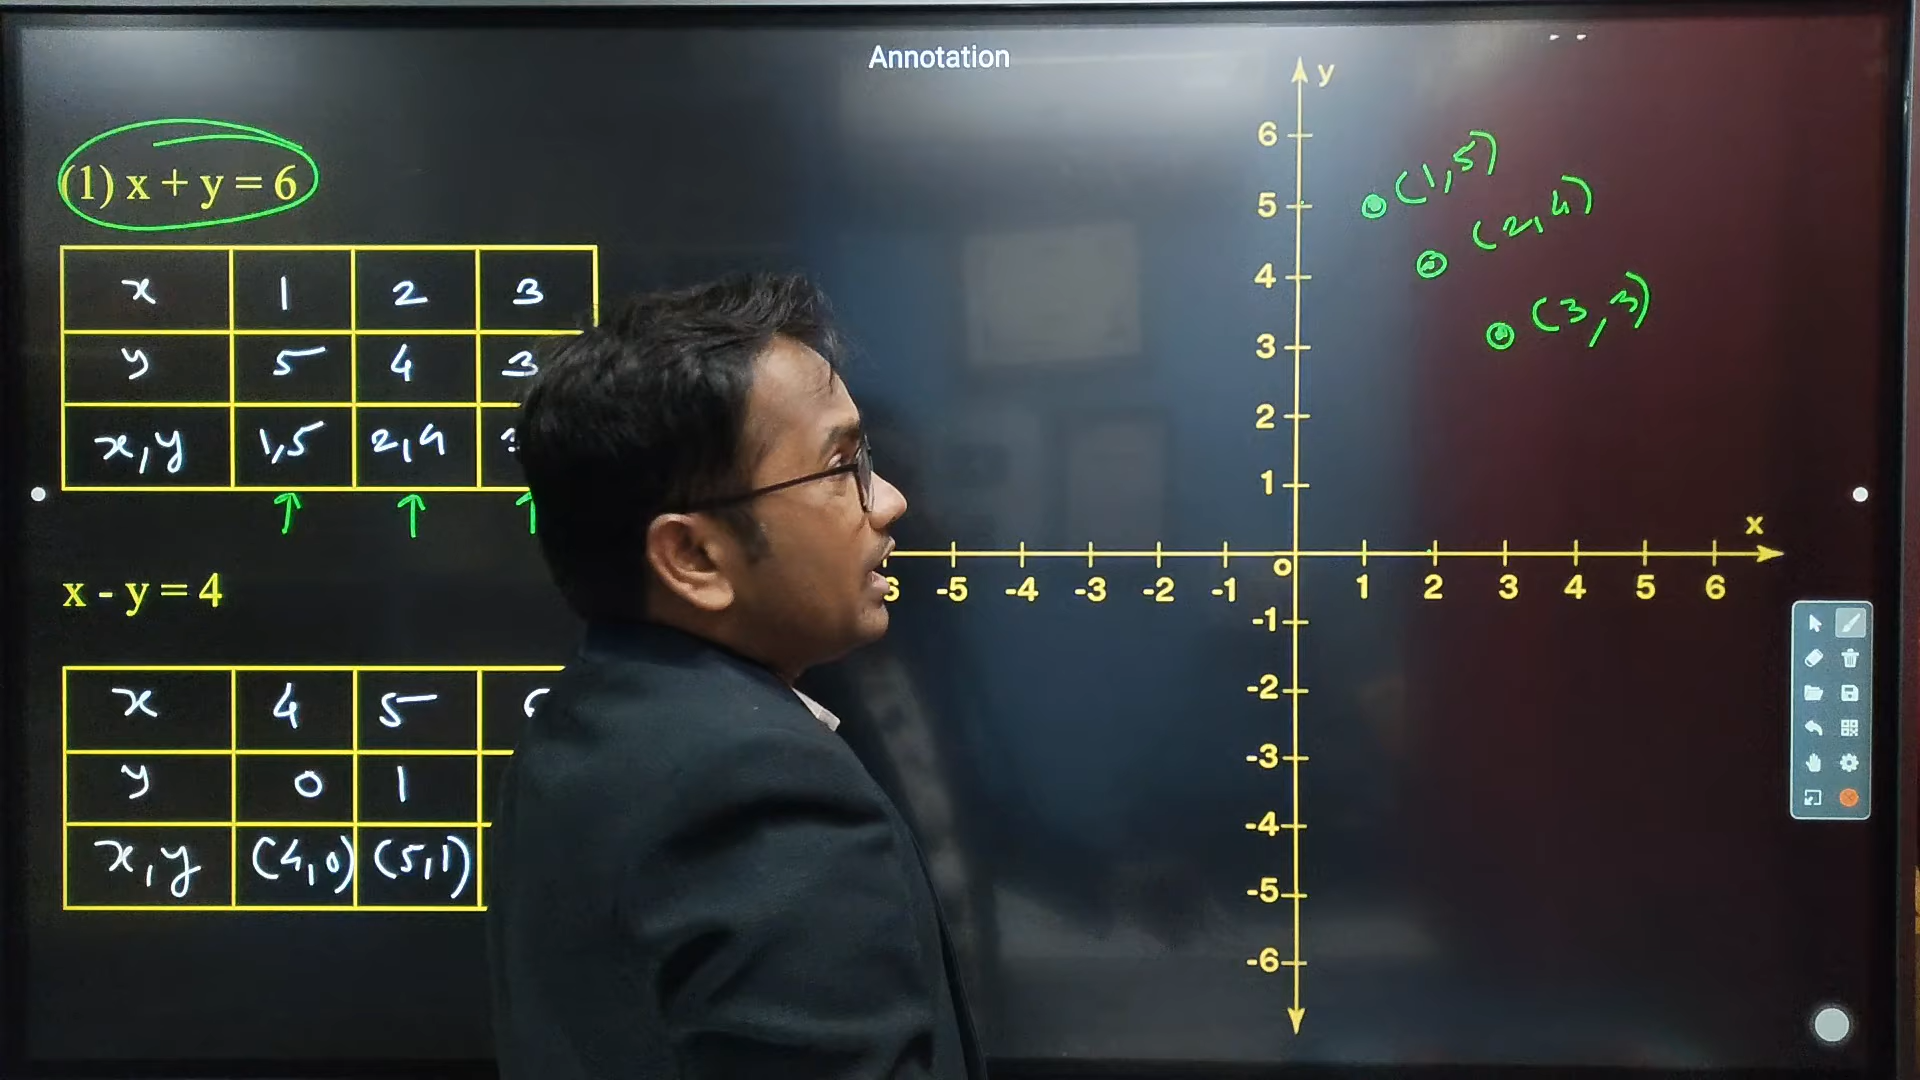 Annotation
(1) x + y = 6
x 1 2 3
y 5 4 3
x,y 1,5 2,4
x - y = 4
x 4 5
y 0 1
x,y (4,0) (5,1)
y
6
5
4
3
2
1
(1,5)
(2,4)
(3,3)
x
-5 -4 -3 -2 -1 0 1 2 3 4 5 6
-1
-2
-3
-4
-5
-6